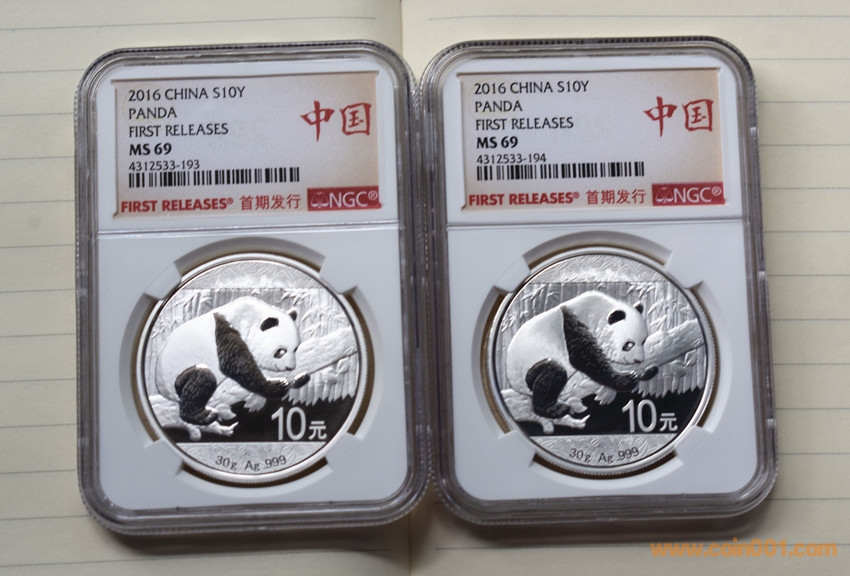 2016 CHINA S10Y
PANDA
FIRST RELEASES
MS 69
4312533-193
中国
FIRST RELEASES® 首期发行 NGC®
10元
30g Ag .999
2016 CHINA S10Y
PANDA
FIRST RELEASES
MS 69
4312533-194
中国
FIRST RELEASES® 首期发行 NGC®
10元
30g Ag .999
www.coin001.com